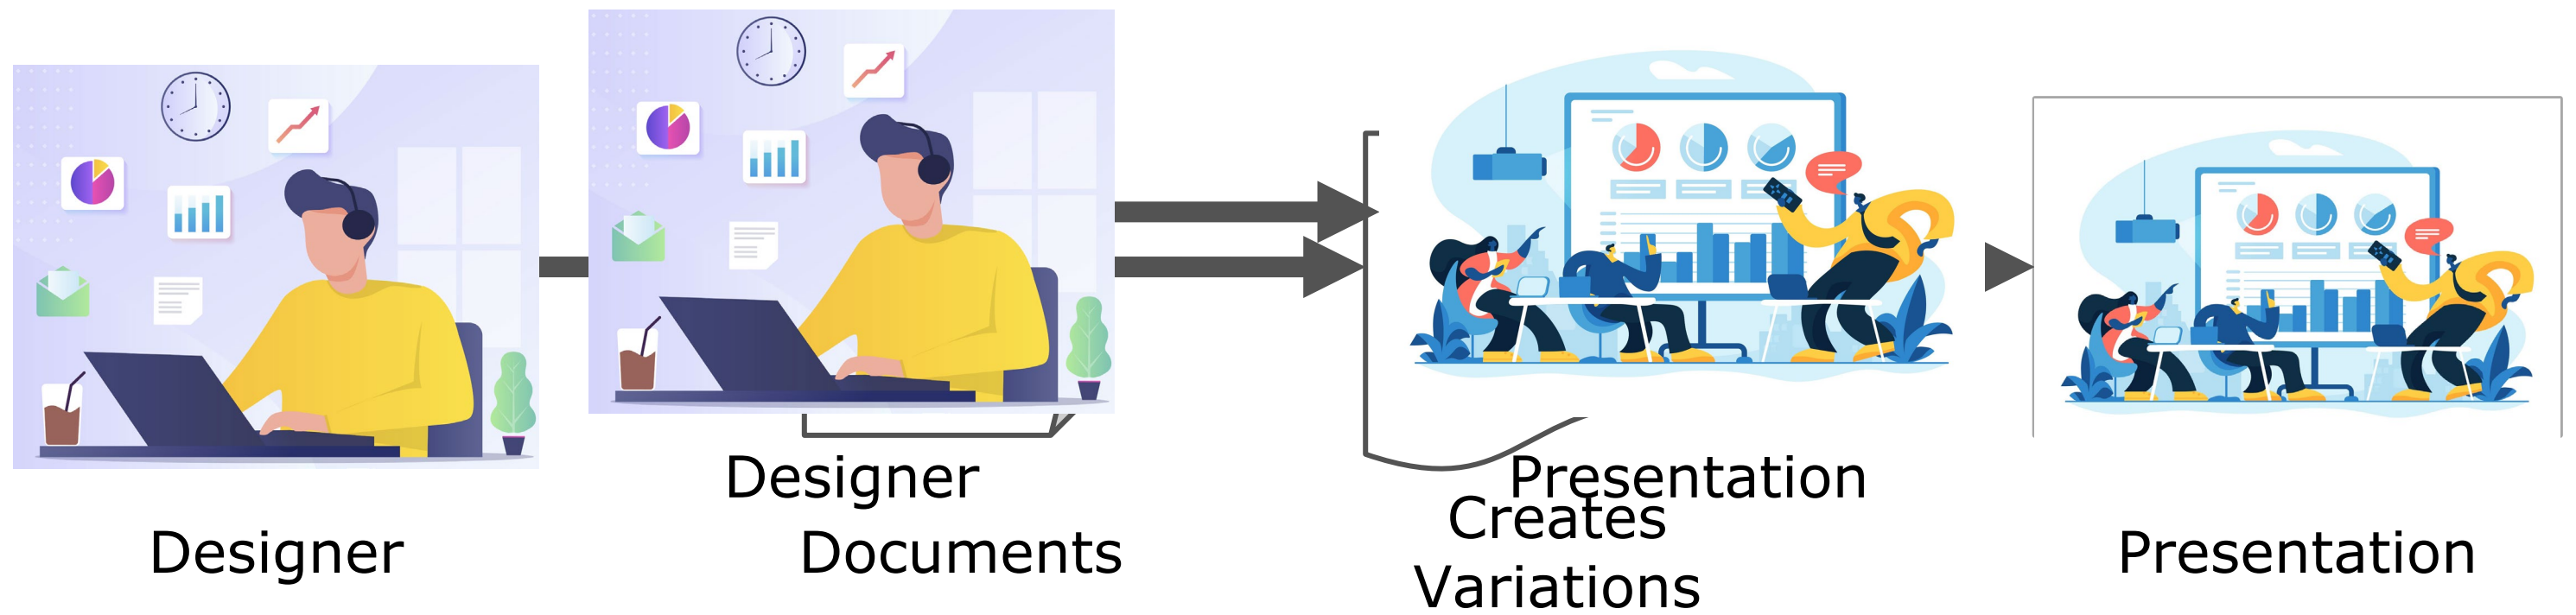 Designer
Designer
Documents
Presentation
Creates
Variations
Presentation